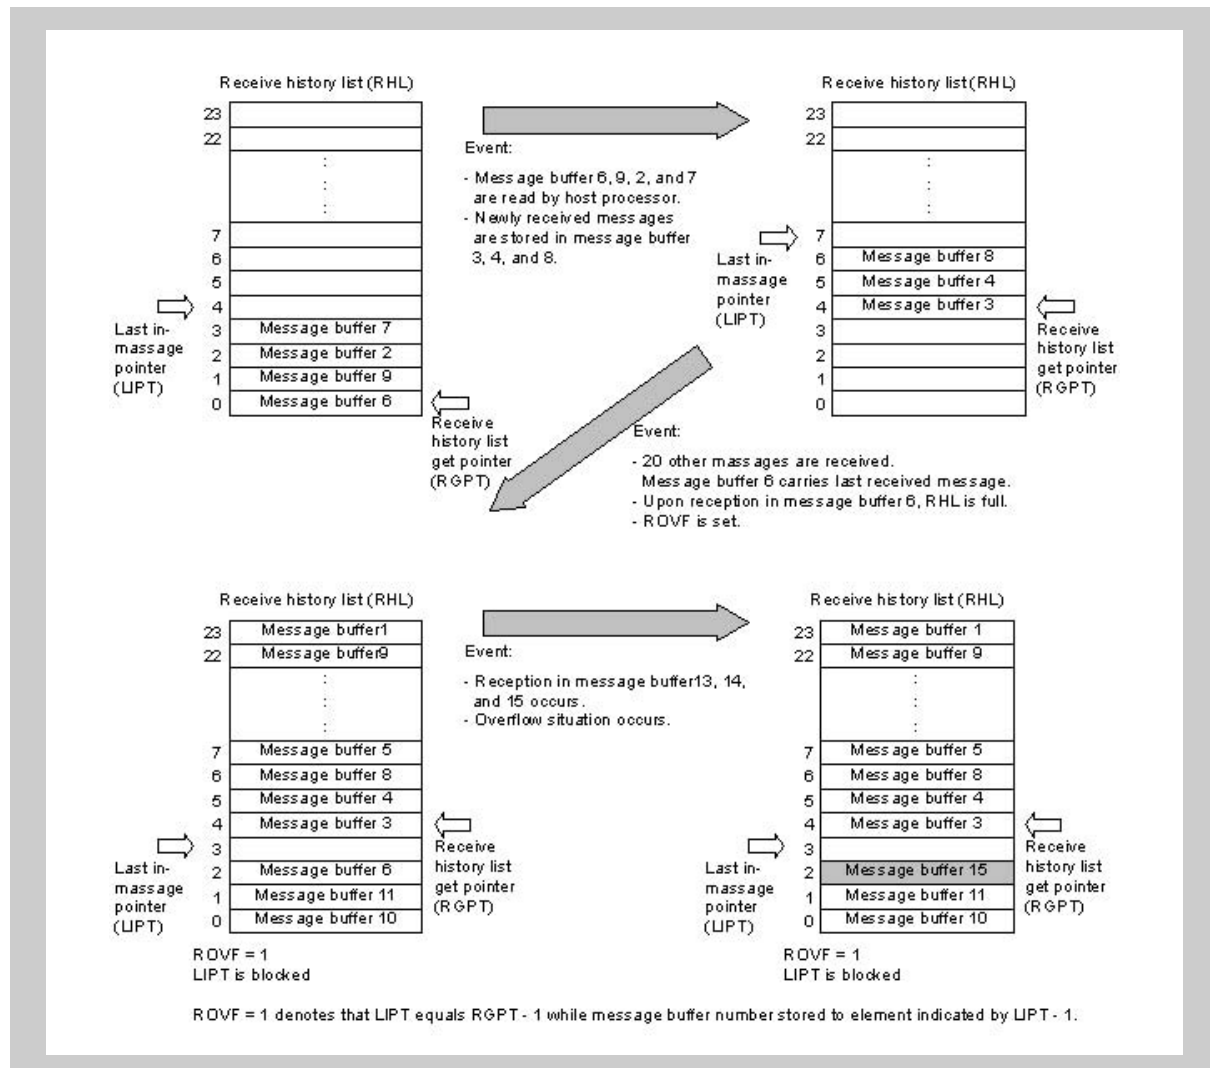 Receive history list (RHL)
23
22
:
:
:
7
6
5
4
3 Message buffer 7
2 Message buffer 2
1 Message buffer 9
0 Message buffer 6
Last in-
massage
pointer
(LIPT)
Receive
history list
get pointer
(RGPT)
Event:
- Message buffer 6, 9, 2, and 7
are read by host processor.
- Newly received messages
are stored in message buffer
3, 4, and 8.
Receive history list (RHL)
23
22
:
:
:
7
6 Message buffer 8
5 Message buffer 4
4 Message buffer 3
3
2
1
0
Last in-
massage
pointer
(LIPT)
Receive
history list
get pointer
(RGPT)
Event:
- 20 other massages are received.
Message buffer 6 carries last received message.
- Upon reception in message buffer 6, RHL is full.
- ROVF is set.
Receive history list (RHL)
23 Message buffer1
22 Message buffer9
:
:
:
7 Message buffer 5
6 Message buffer 8
5 Message buffer 4
4 Message buffer 3
3
2 Message buffer 6
1 Message buffer 11
0 Message buffer 10
Last in-
massage
pointer
(LIPT)
Receive
history list
get pointer
(RGPT)
ROVF = 1
LIPT is blocked
Event:
- Reception in message buffer13, 14,
and 15 occurs.
- Overflow situation occurs.
Receive history list (RHL)
23 Message buffer 1
22 Message buffer 9
:
:
:
7 Message buffer 5
6 Message buffer 8
5 Message buffer 4
4 Message buffer 3
3
2 Message buffer 15
1 Message buffer 11
0 Message buffer 10
Last in-
massage
pointer
(LIPT)
Receive
history list
get pointer
(RGPT)
ROVF = 1
LIPT is blocked
ROVF = 1 denotes that LIPT equals RGPT - 1 while message buffer number stored to element indicated by LIPT - 1.